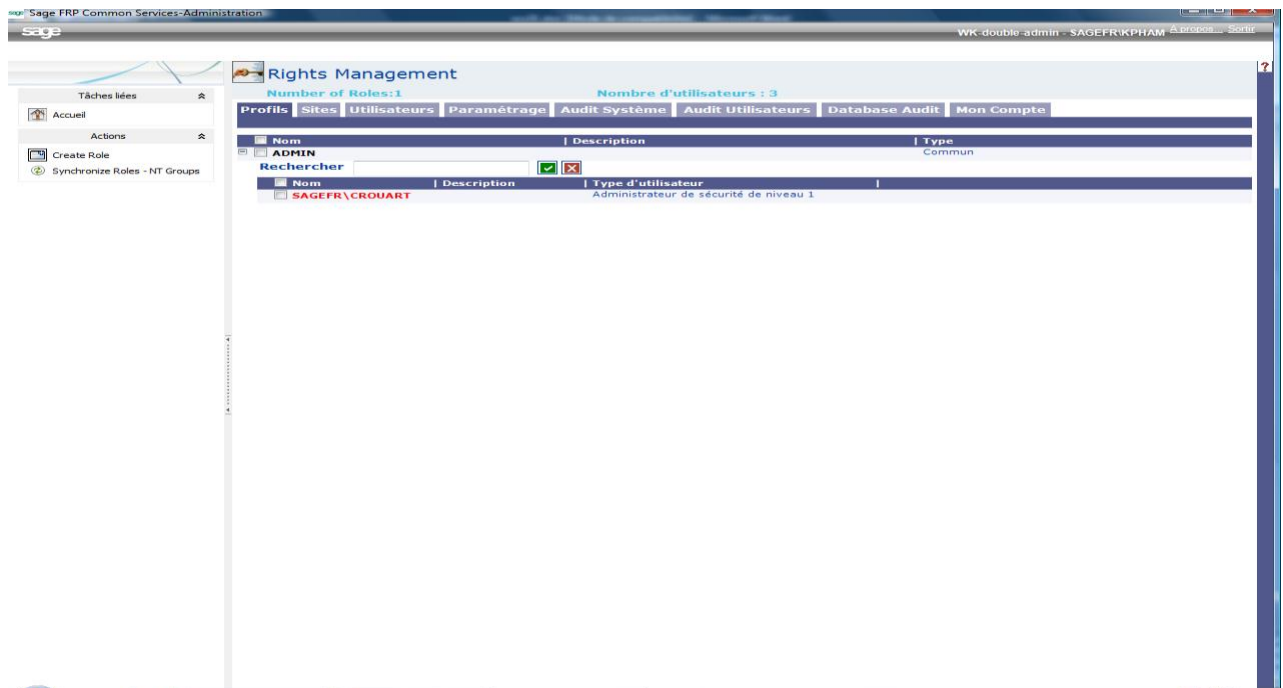 Sage FRP Common Services-Administration
sage
WK-double-admin - SAGEFR\KPHAM A propos... Sortir
Rights Management
?
Number of Roles:1 Nombre d'utilisateurs : 3
Profils Sites Utilisateurs Paramétrage Audit Système Audit Utilisateurs Database Audit Mon Compte
Tâches liées
Accueil
Actions
Create Role
Synchronize Roles - NT Groups
Nom | Description | Type
ADMIN Commun
Rechercher
Nom | Description | Type d'utilisateur |
SAGEFR\CROUART Administrateur de sécurité de niveau 1